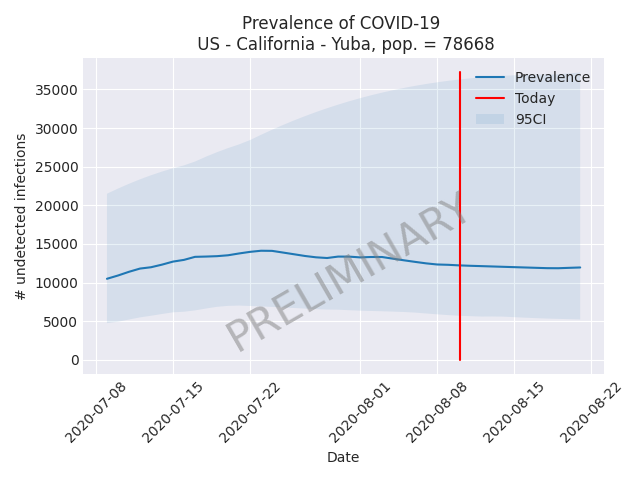 Prevalence of COVID-19
US - California - Yuba, pop. = 78668
# undetected infections
35000
30000
25000
20000
15000
10000
5000
0
Prevalence
Today
95CI
PRELIMINARY
2020-07-08
2020-07-15
2020-07-22
2020-08-01
2020-08-08
2020-08-15
2020-08-22
Date